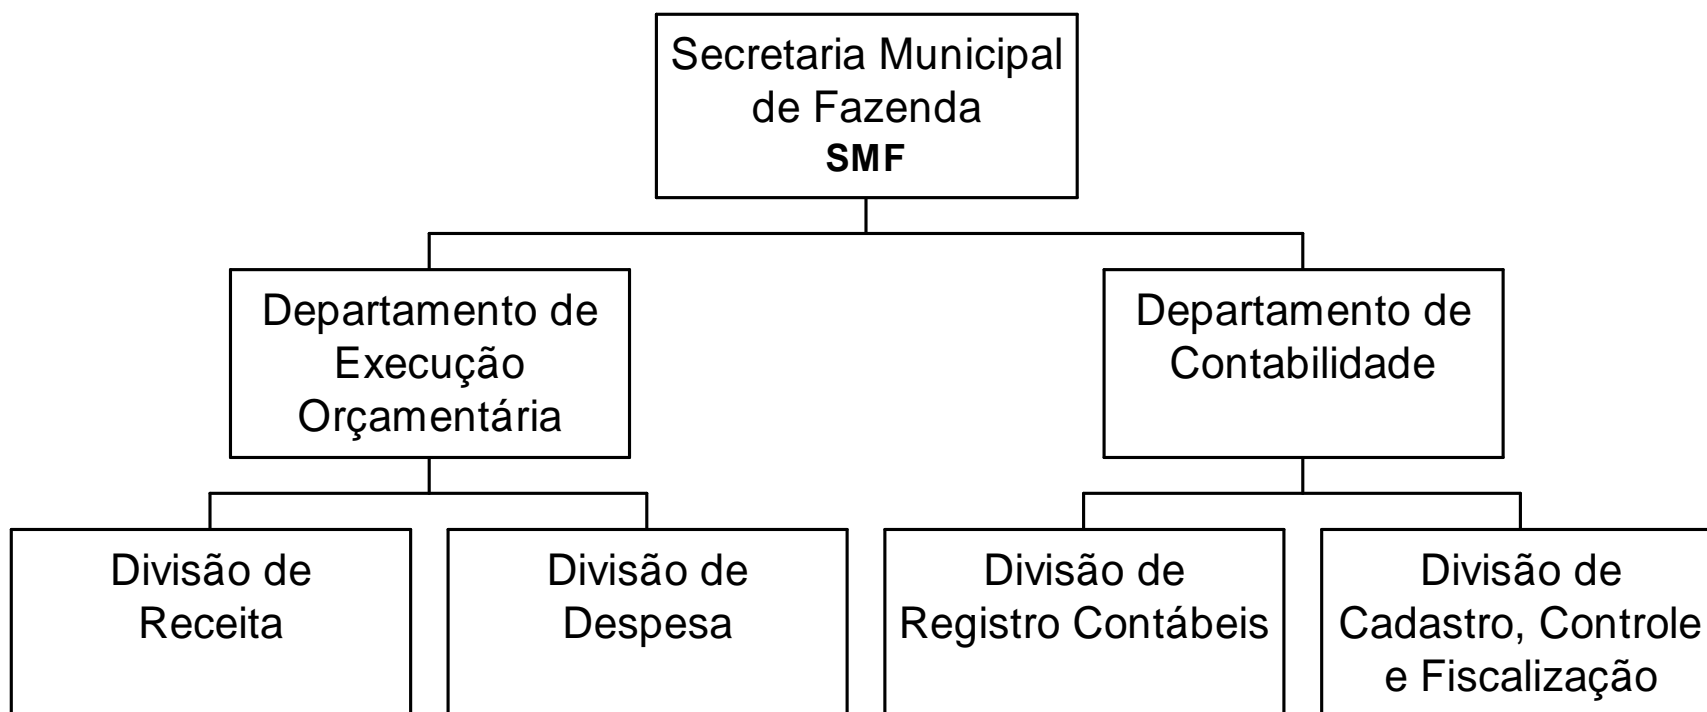 Secretaria Municipal
de Fazenda
SMF
Departamento de
Execução
Orçamentária
Departamento de
Contabilidade
Divisão de
Receita
Divisão de
Despesa
Divisão de
Registro Contábeis
Divisão de
Cadastro, Controle
e Fiscalização